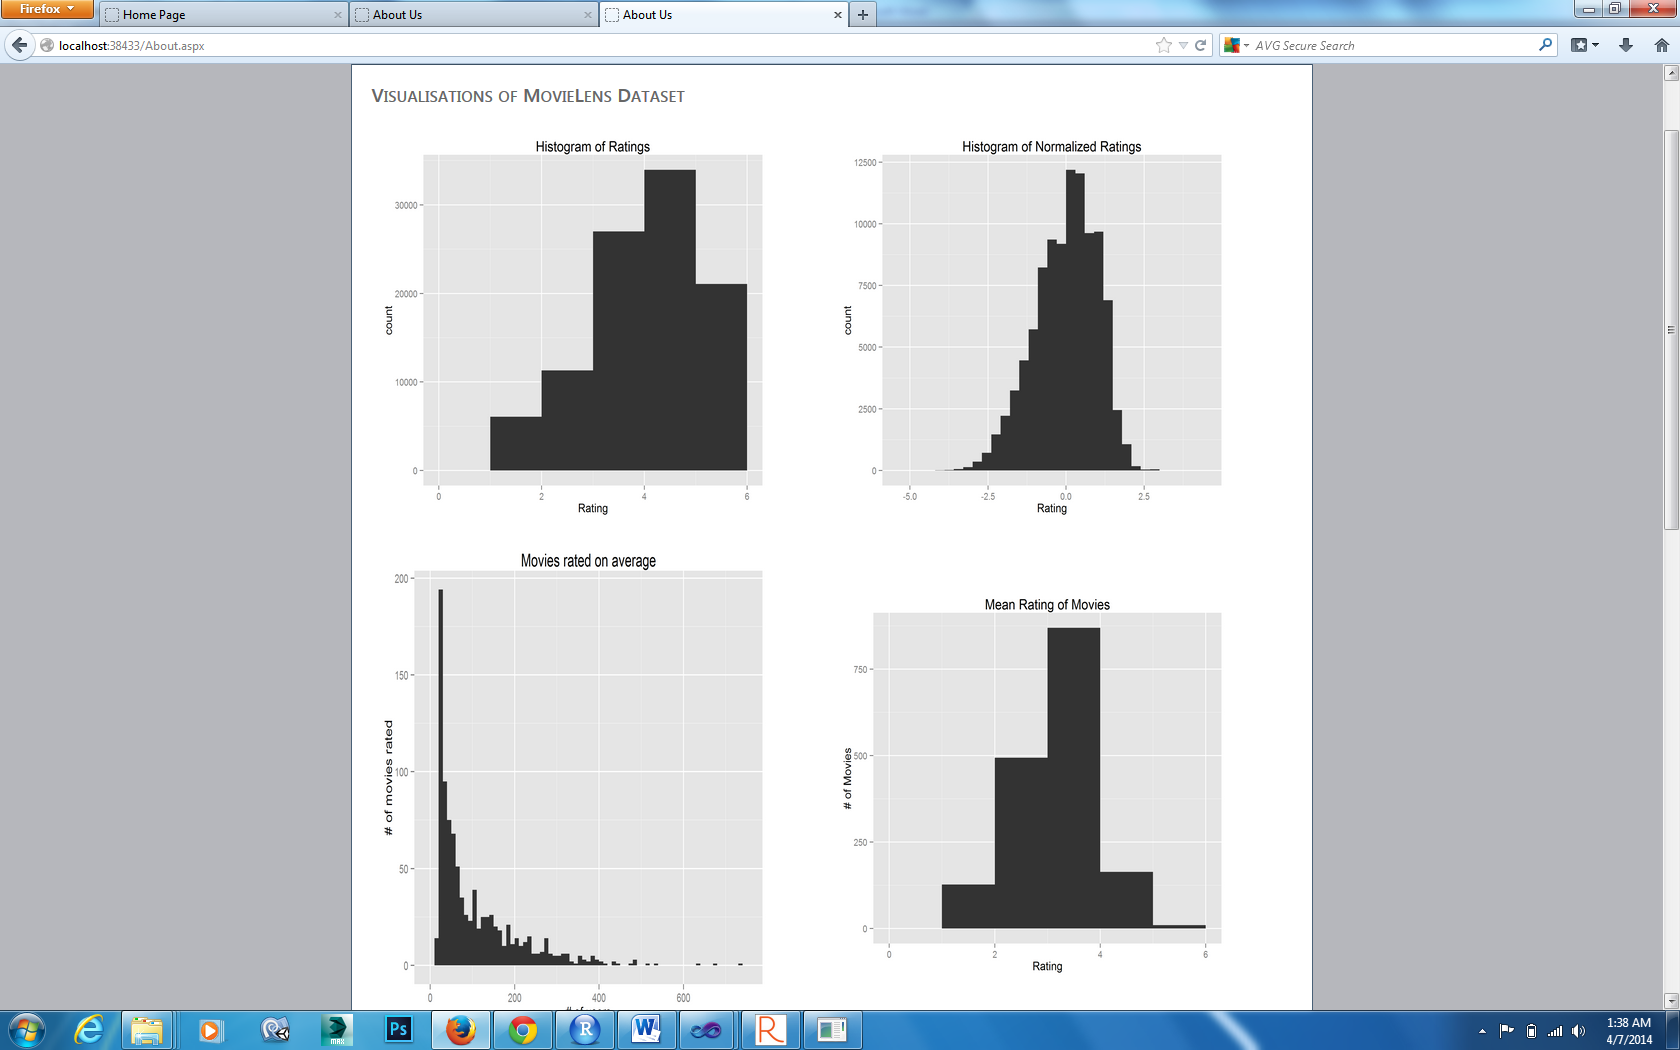 Firefox
Home Page
About Us
About Us
localhost:38433/About.aspx
AVG Secure Search
VISUALISATIONS OF MOVIELENS DATASET
Histogram of Ratings
30000
20000
10000
0
count
0 2 4 6
Rating
Histogram of Normalized Ratings
12500
10000
7500
5000
2500
0
count
-5.0 -2.5 0.0 2.5
Rating
Movies rated on average
200
150
100
50
0
# of movies rated
0 200 400 600
Mean Rating of Movies
750
500
250
0
# of Movies
0 2 4 6
Rating
MAX
Ps
R
W
R
1:38 AM
4/7/2014